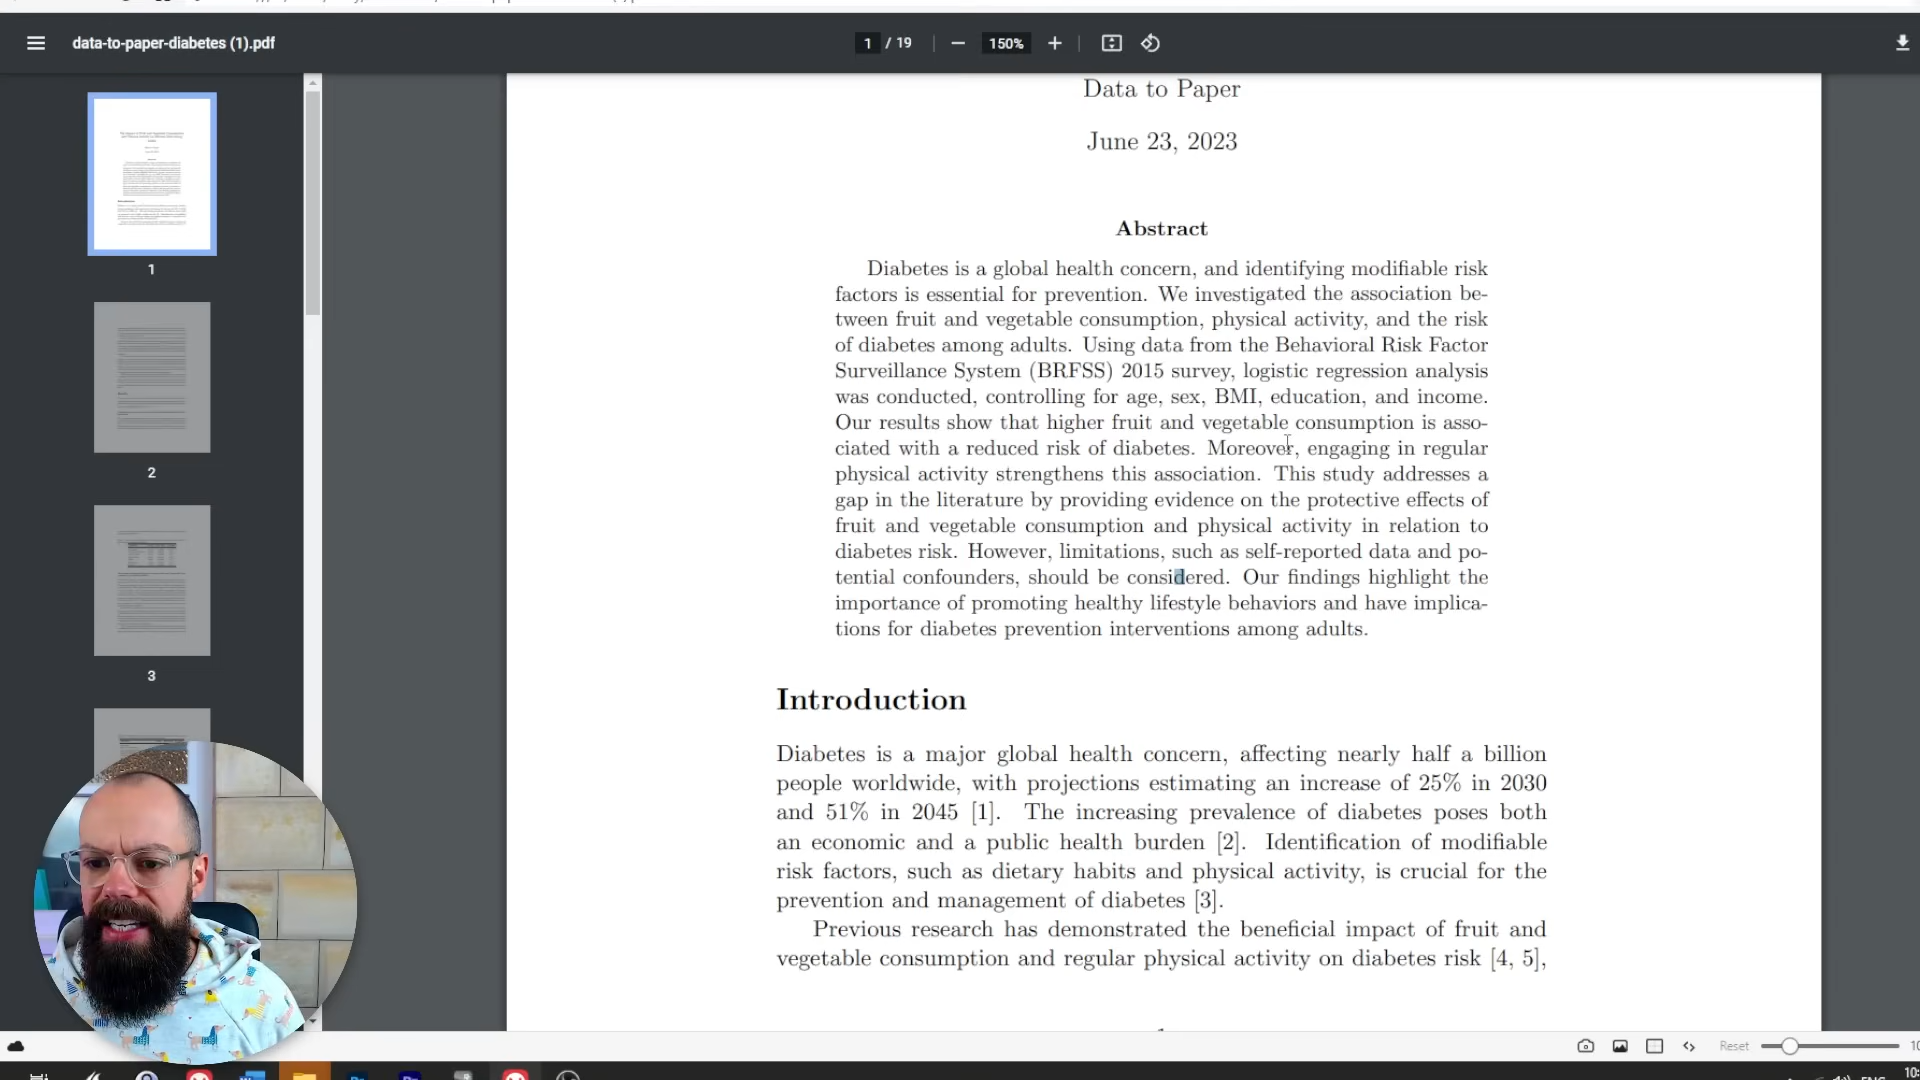 data-to-paper-diabetes (1).pdf
1 / 19
150%
1
2
3
Data to Paper
June 23, 2023
Abstract
Diabetes is a global health concern, and identifying modifiable risk
factors is essential for prevention. We investigated the association be-
tween fruit and vegetable consumption, physical activity, and the risk
of diabetes among adults. Using data from the Behavioral Risk Factor
Surveillance System (BRFSS) 2015 survey, logistic regression analysis
was conducted, controlling for age, sex, BMI, education, and income.
Our results show that higher fruit and vegetable consumption is asso-
ciated with a reduced risk of diabetes. Moreover, engaging in regular
physical activity strengthens this association. This study addresses a
gap in the literature by providing evidence on the protective effects of
fruit and vegetable consumption and physical activity in relation to
diabetes risk. However, limitations, such as self-reported data and po-
tential confounders, should be considered. Our findings highlight the
importance of promoting healthy lifestyle behaviors and have implica-
tions for diabetes prevention interventions among adults.
Introduction
Diabetes is a major global health concern, affecting nearly half a billion
people worldwide, with projections estimating an increase of 25% in 2030
and 51% in 2045 [1]. The increasing prevalence of diabetes poses both
an economic and a public health burden [2]. Identification of modifiable
risk factors, such as dietary habits and physical activity, is crucial for the
prevention and management of diabetes [3].
Previous research has demonstrated the beneficial impact of fruit and
vegetable consumption and regular physical activity on diabetes risk [4, 5],
Reset